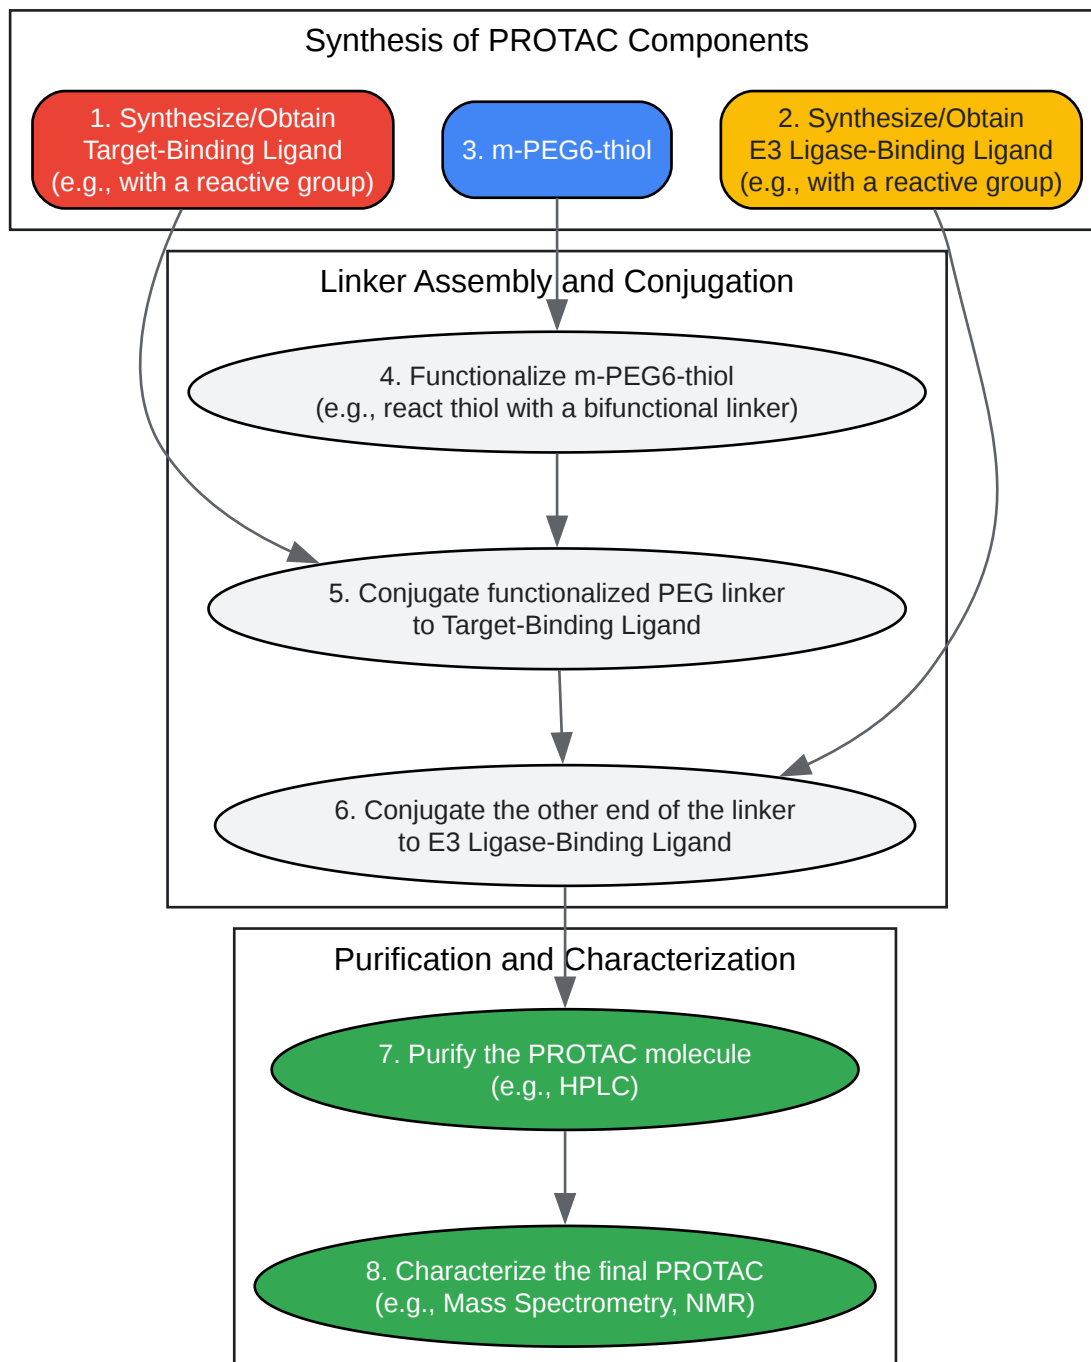 Synthesis of PROTAC Components
1. Synthesize/Obtain
Target-Binding Ligand
(e.g., with a reactive group)
3. m-PEG6-thiol
2. Synthesize/Obtain
E3 Ligase-Binding Ligand
(e.g., with a reactive group)
Linker Assembly and Conjugation
4. Functionalize m-PEG6-thiol
(e.g., react thiol with a bifunctional linker)
5. Conjugate functionalized PEG linker
to Target-Binding Ligand
6. Conjugate the other end of the linker
to E3 Ligase-Binding Ligand
Purification and Characterization
7. Purify the PROTAC molecule
(e.g., HPLC)
8. Characterize the final PROTAC
(e.g., Mass Spectrometry, NMR)